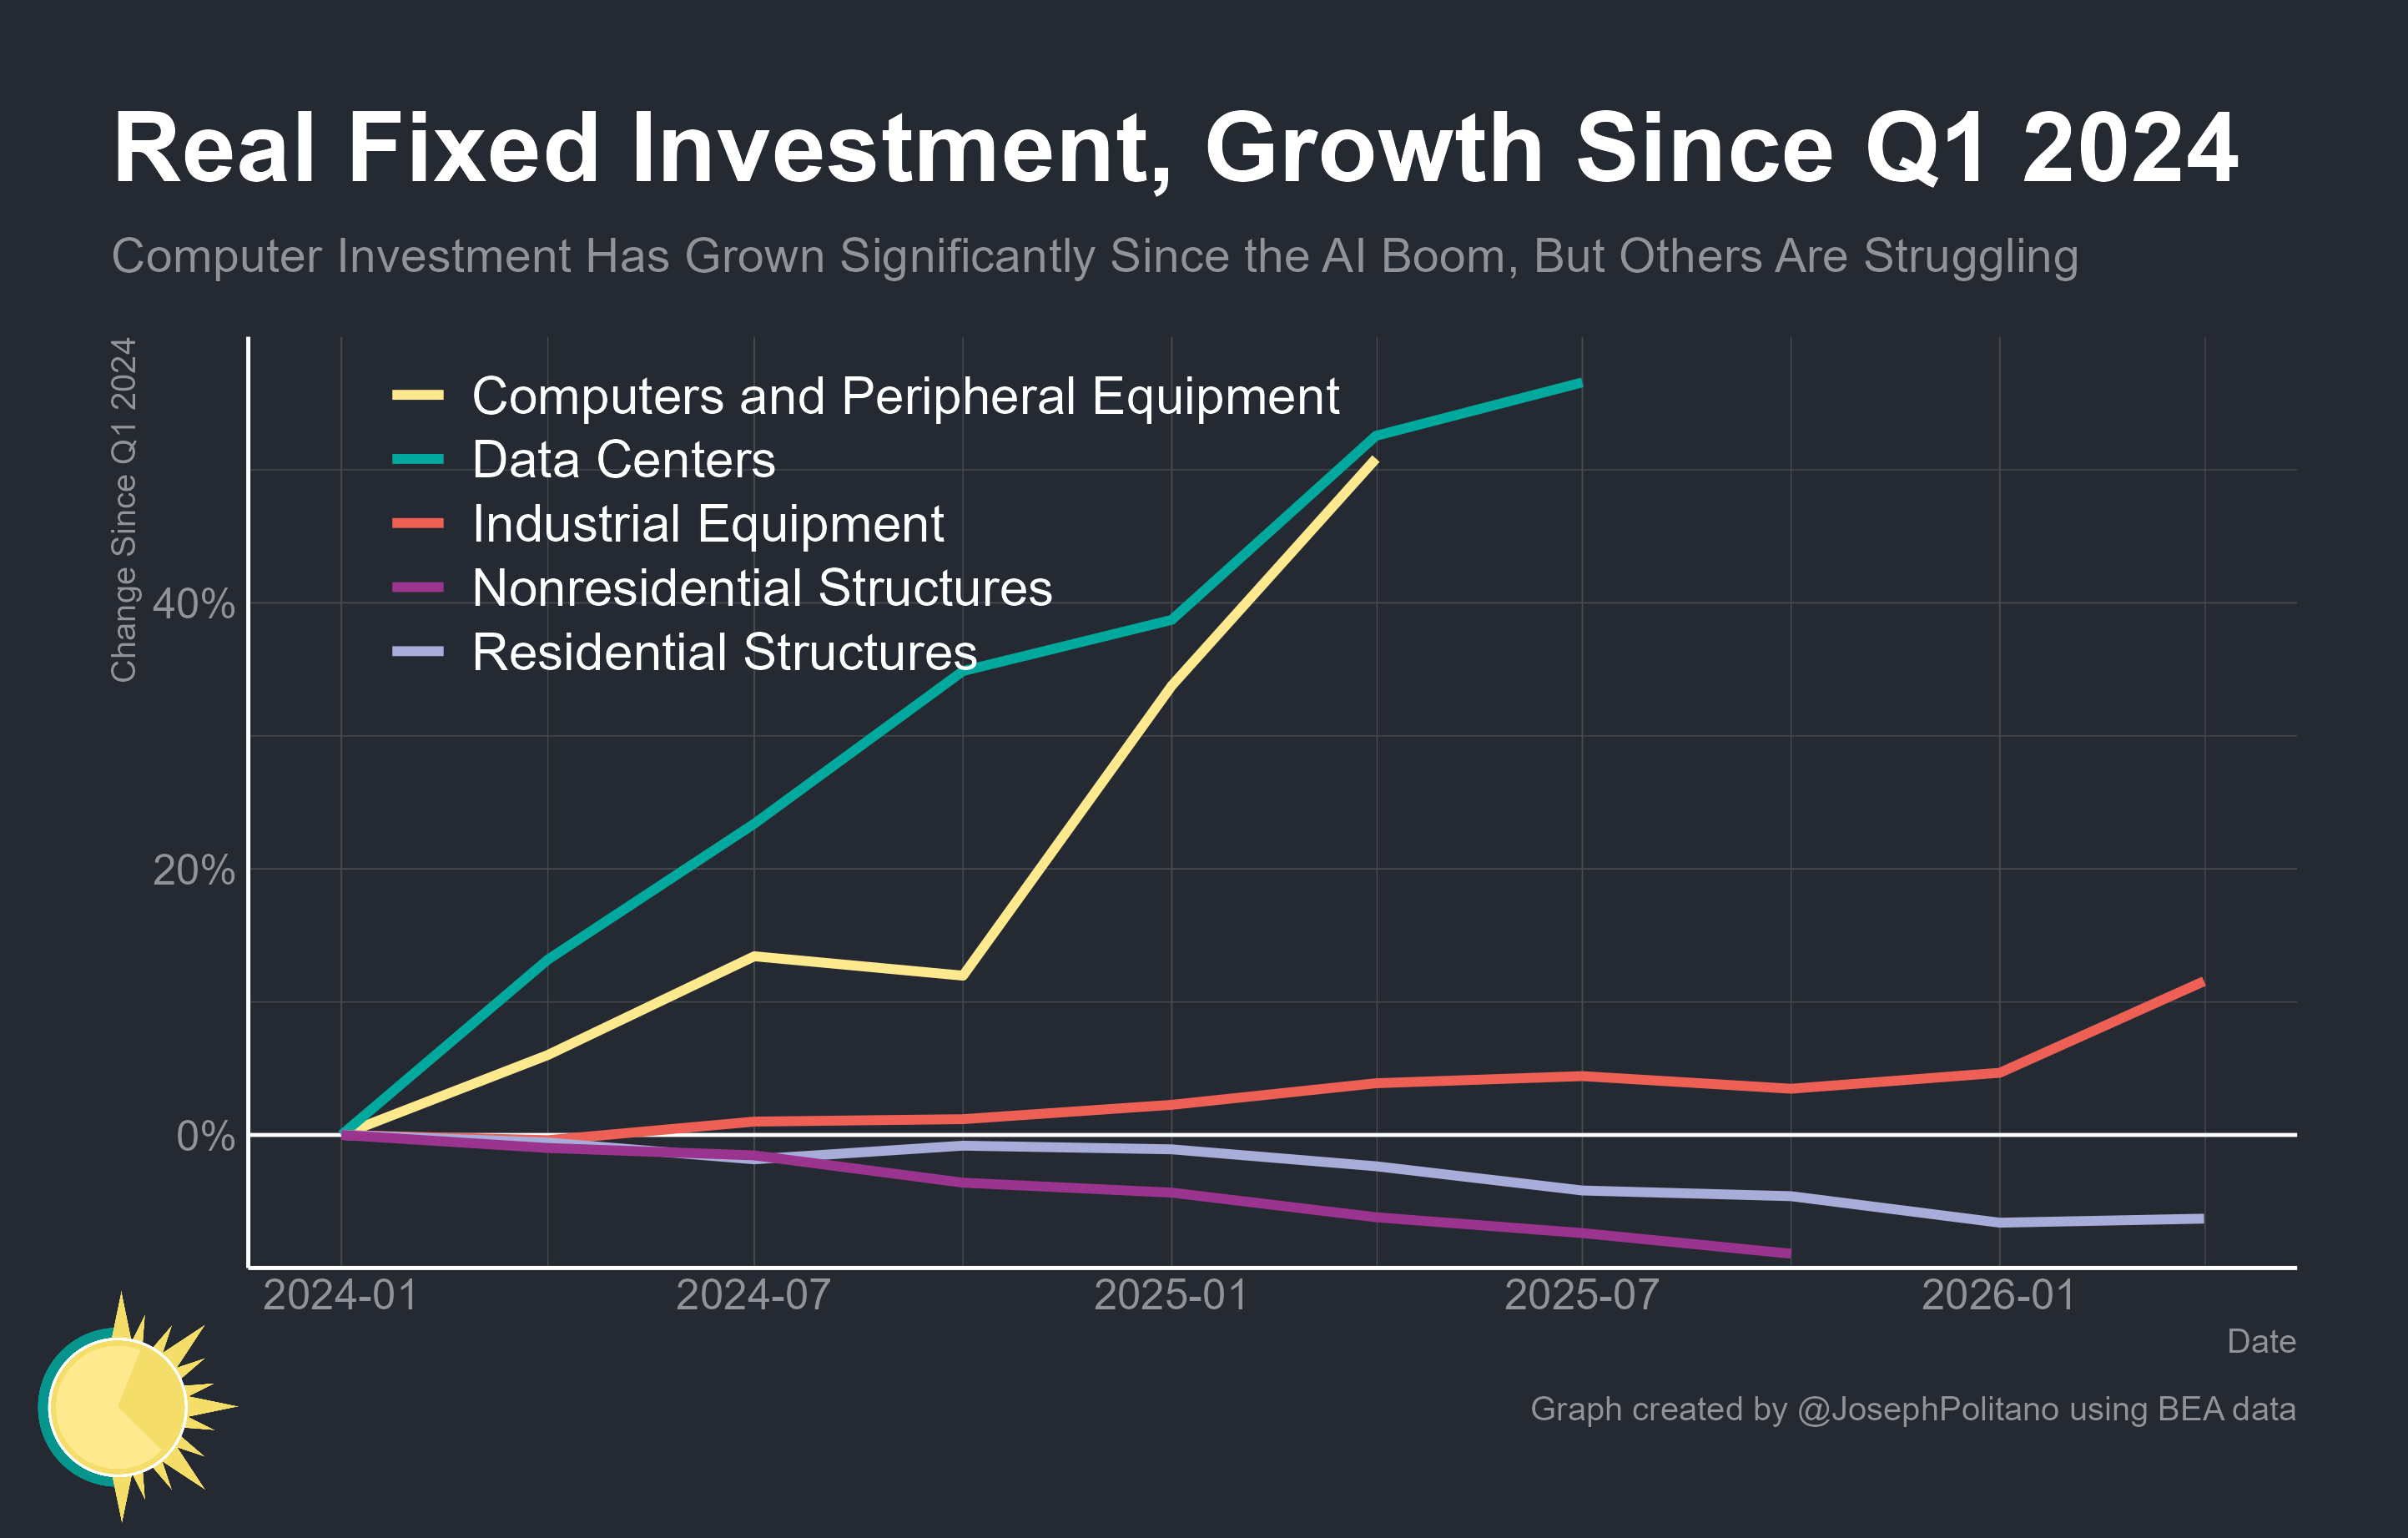 Real Fixed Investment, Growth Since Q1 2024
Computer Investment Has Grown Significantly Since the AI Boom, But Others Are Struggling
Change Since Q1 2024
Computers and Peripheral Equipment
Data Centers
Industrial Equipment
Nonresidential Structures
Residential Structures
40%
20%
0%
2024-01
2024-07
2025-01
2025-07
2026-01
Date
Graph created by @JosephPolitano using BEA data